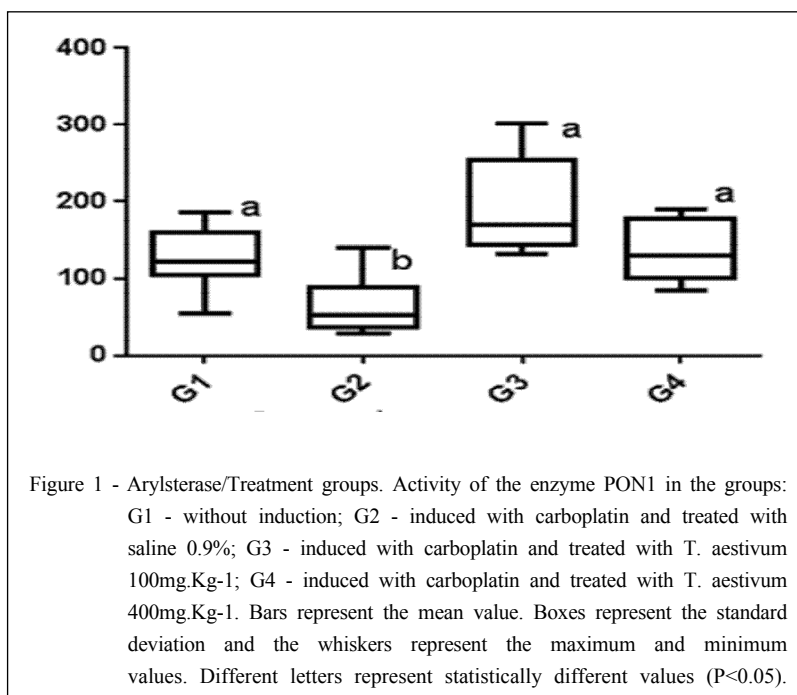 400
a
300
a
a
200
b
100
0
G1
G2
G3
G4
Figure 1 - Arylsterase/Treatment groups. Activity of the enzyme PON1 in the groups:
G1 - without induction; G2 - induced with carboplatin and treated with
saline 0.9%; G3 - induced with carboplatin and treated with T. aestivum
100mg.Kg-1; G4 - induced with carboplatin and treated with T. aestivum
400mg.Kg-1. Bars represent the mean value. Boxes represent the standard
deviation and the whiskers represent the maximum and minimum
values. Different letters represent statistically different values (P<0.05).